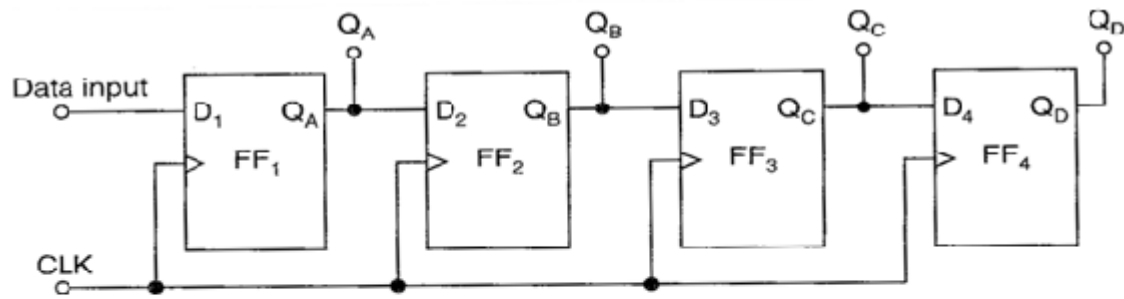 Q_A Q_B Q_C Q_D
Data input
D_1 Q_A D_2 Q_B D_3 Q_C D_4 Q_D
FF_1 FF_2 FF_3 FF_4
CLK